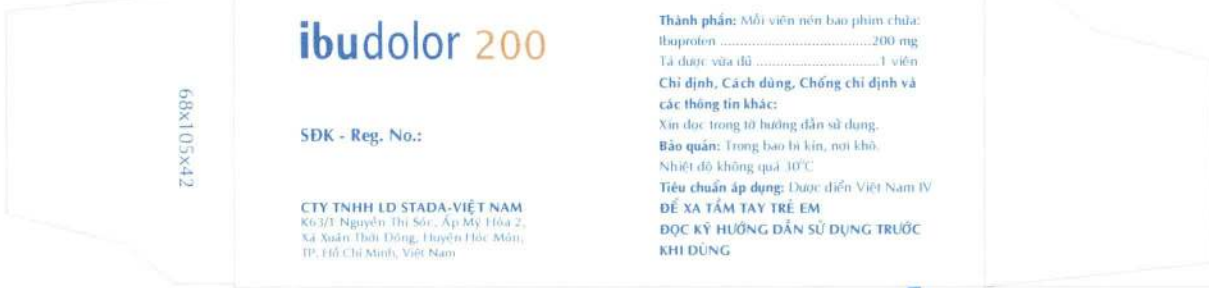 ibudolor 200
SĐK - Reg. No.:
CTY TNHH LD STADA-VIỆT NAM
K63/1 Nguyễn Thị Sóc, Ấp Mỹ Hòa 2,
Xã Xuân Thới Đông, Huyện Hóc Môn,
TP. Hồ Chí Minh, Việt Nam
68x105x42
Thành phần: Mỗi viên nén bao phim chứa:
Ibuprofen .....................................200 mg
Tá dược vừa đủ ..............................1 viên
Chỉ định, Cách dùng, Chống chỉ định và
các thông tin khác:
Xin đọc trong tờ hướng dẫn sử dụng.
Bảo quản: Trong bao bì kín, nơi khô.
Nhiệt độ không quá 30°C
Tiêu chuẩn áp dụng: Dược điển Việt Nam IV
ĐỂ XA TẦM TAY TRẺ EM
ĐỌC KỸ HƯỚNG DẪN SỬ DỤNG TRƯỚC
KHI DÙNG